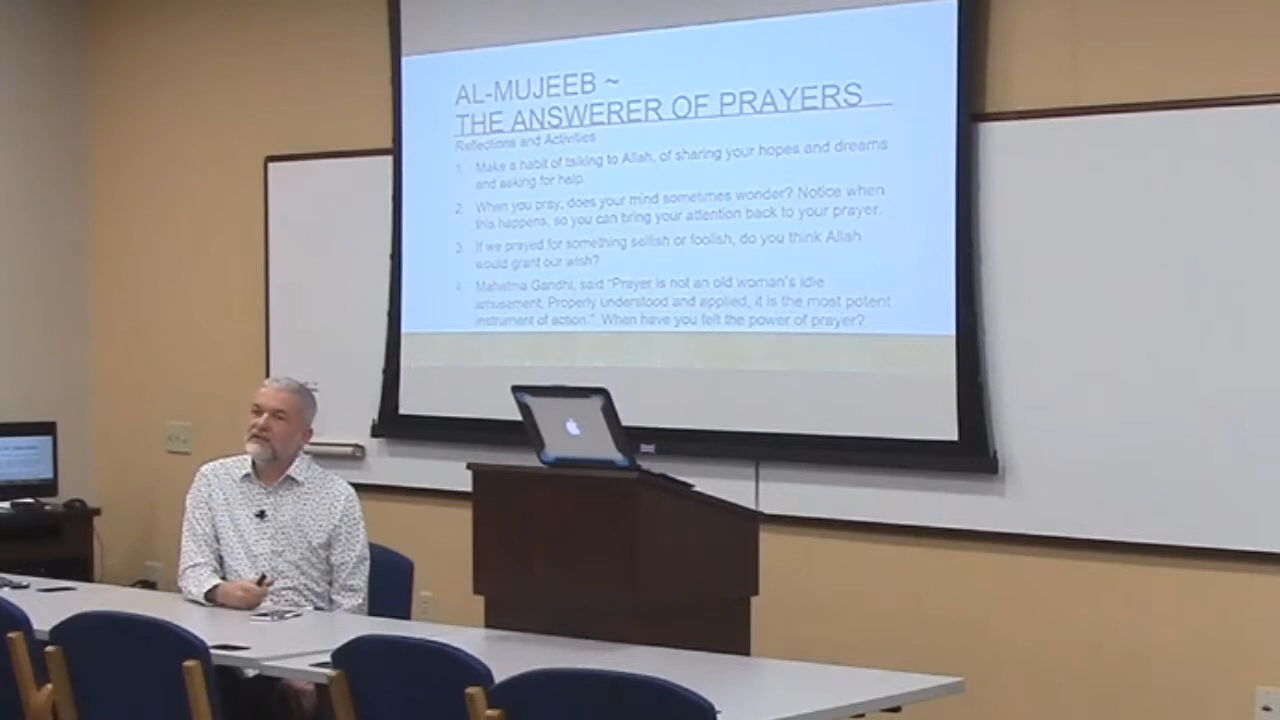 AL-MUJEEB ~
THE ANSWERER OF PRAYERS
Reflections and Activities
1. Make a habit of talking to Allah, of sharing your hopes and dreams
and asking for help.
2. When you pray, does your mind sometimes wonder? Notice when
this happens, so you can bring your attention back to your prayer.
3. If we prayed for something selfish or foolish, do you think Allah
would grant our wish?
4. Mahatma Gandhi, said “Prayer is not an old woman's idle
amusement. Properly understood and applied, it is the most potent
instrument of action.” When have you felt the power of prayer?